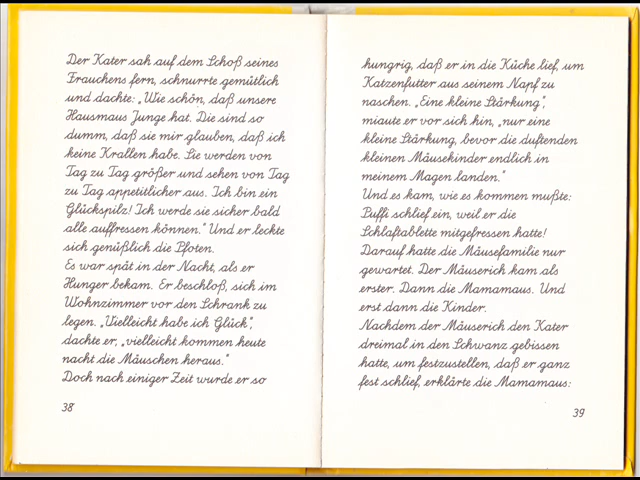 Der Kater sah auf dem Schoß seines
Frauchens fern, schnurrte gemütlich
und dachte: „Wie schön, daß unsere
Hausmaus Junge hat. Die sind so
dumm, daß sie mir glauben, daß ich
keine Krallen habe. Sie werden von
Tag zu Tag größer und sehen von Tag
zu Tag appetitlicher aus. Ich bin ein
Glückspilz! Ich werde sie sicher bald
alle auffressen können.“ Und er leckte
sich genüßlich die Pfoten.
Es war spät in der Nacht, als er
Hunger bekam. Er beschloß, sich im
Wohnzimmer vor den Schrank zu
legen. „Vielleicht habe ich Glück“,
dachte er, „vielleicht kommen heute
nacht die Mäuschen heraus.“
Doch nach einiger Zeit wurde er so
38
hungrig, daß er in die Küche lief, um
Katzenfutter aus seinem Napf zu
naschen. „Eine kleine Stärkung“,
miaute er vor sich hin, „nur eine
kleine Stärkung, bevor die duftenden
kleinen Mäusekinder endlich in
meinem Magen landen.“
Und es kam, wie es kommen mußte:
Puffi schlief ein, weil er die
Schlaftablette mitgefressen hatte!
Darauf hatte die Mäusefamilie nur
gewartet. Der Mäuserich kam als
erster. Dann die Mamamaus. Und
erst dann die Kinder.
Nachdem der Mäuserich den Kater
dreimal in den Schwanz gebissen
hatte, um festzustellen, daß er ganz
fest schlief, erklärte die Mamamaus:
39